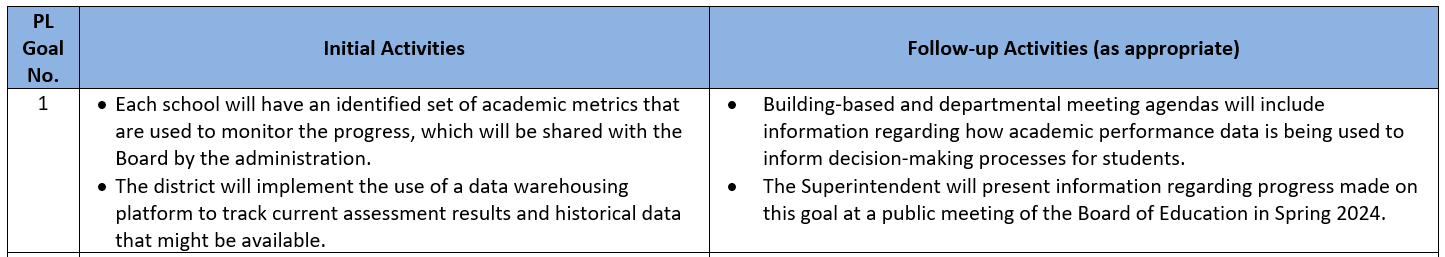 PL
Goal
No.
Initial Activities
Follow-up Activities (as appropriate)
1
• Each school will have an identified set of academic metrics that
are used to monitor the progress, which will be shared with the
Board by the administration.
• The district will implement the use of a data warehousing
platform to track current assessment results and historical data
that might be available.
• Building-based and departmental meeting agendas will include
information regarding how academic performance data is being used to
inform decision-making processes for students.
• The Superintendent will present information regarding progress made on
this goal at a public meeting of the Board of Education in Spring 2024.